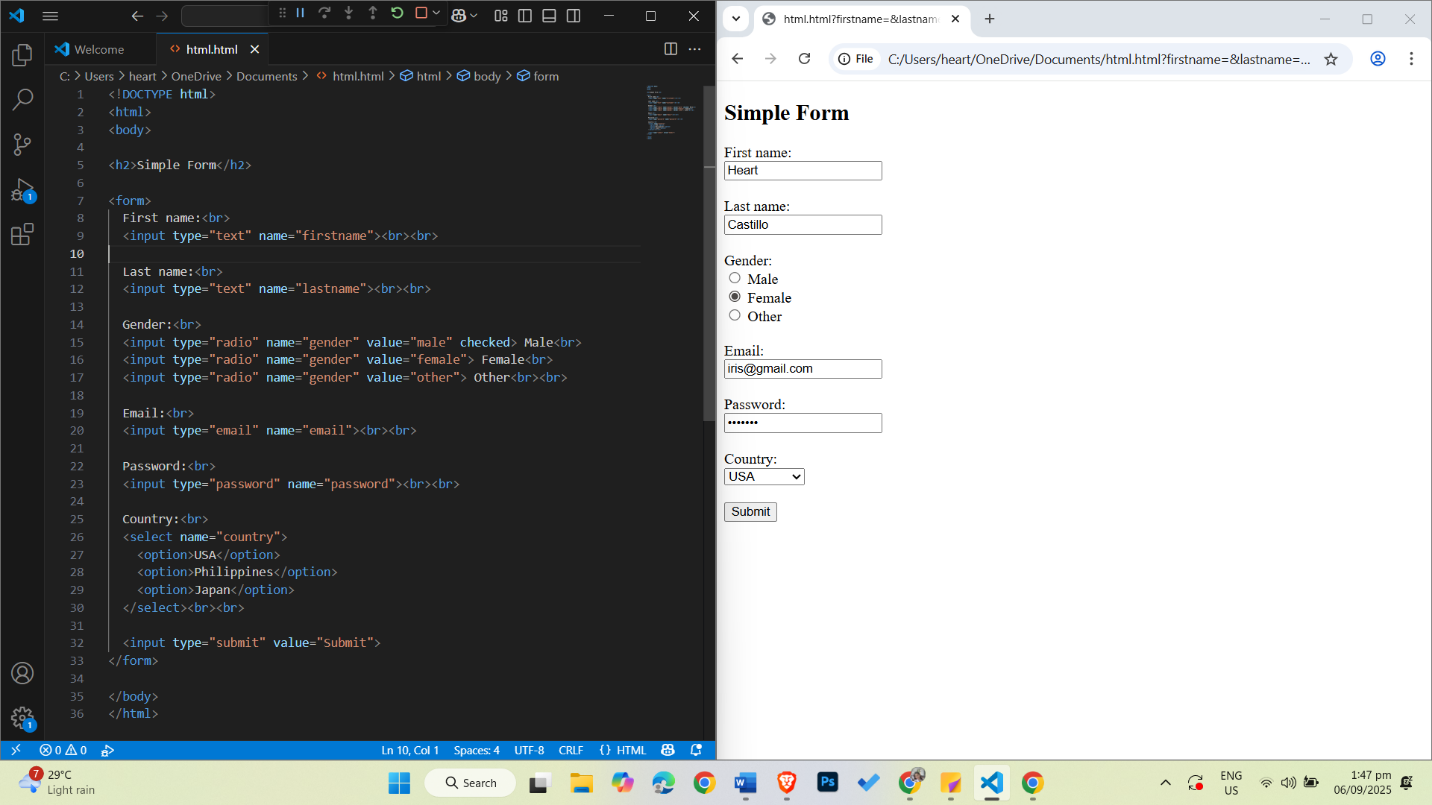 Welcome
html.html
html.html?firstname=&lastname
File
C:/Users/heart/OneDrive/Documents/html.html?firstname=&lastname=...
C: > Users > heart > OneDrive > Documents > html.html > html > body > form
1 <!DOCTYPE html>
2 <html>
3 <body>
4
5 <h2>Simple Form</h2>
6
7 <form>
8 First name:<br>
9 <input type="text" name="firstname"><br><br>
10
11 Last name:<br>
12 <input type="text" name="lastname"><br><br>
13
14 Gender:<br>
15 <input type="radio" name="gender" value="male" checked> Male<br>
16 <input type="radio" name="gender" value="female"> Female<br>
17 <input type="radio" name="gender" value="other"> Other<br><br>
18
19 Email:<br>
20 <input type="email" name="email"><br><br>
21
22 Password:<br>
23 <input type="password" name="password"><br><br>
24
25 Country:<br>
26 <select name="country">
27 <option>USA</option>
28 <option>Philippines</option>
29 <option>Japan</option>
30 </select><br><br>
31
32 <input type="submit" value="Submit">
33 </form>
34
35 </body>
36 </html>
1
1
0 0
Ln 10, Col 1 Spaces: 4 UTF-8 CRLF {} HTML
Simple Form
First name:
Heart
Last name:
Castillo
Gender:
Male
Female
Other
Email:
iris@gmail.com
Password:
•••••••
Country:
USA
Submit
7
29°C
Light rain
Search
Ps
ENG
US
1:47 pm
06/09/2025